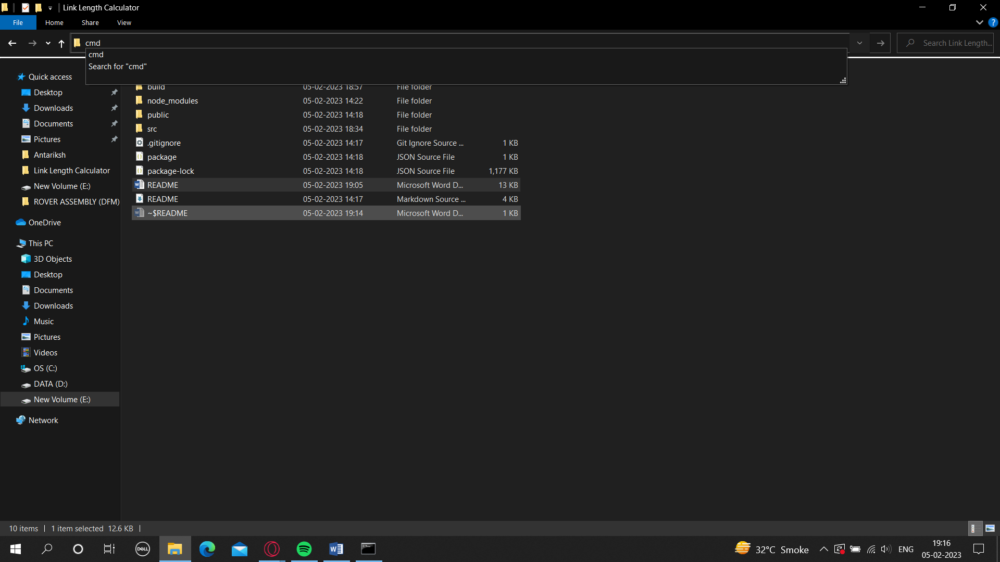 Link Length Calculator
File Home Share View
cmd
Search Link Length...
cmd
Search for "cmd"
Quick access
Desktop
Downloads
Documents
Pictures
Antariksh
Link Length Calculator
New Volume (E:)
ROVER ASSEMBLY (DFM)
OneDrive
This PC
3D Objects
Desktop
Documents
Downloads
Music
Pictures
Videos
OS (C:)
DATA (D:)
New Volume (E:)
Network
build 05-02-2023 18:57 File folder
node_modules 05-02-2023 14:22 File folder
public 05-02-2023 14:18 File folder
src 05-02-2023 18:34 File folder
.gitignore 05-02-2023 14:17 Git Ignore Source ... 1 KB
package 05-02-2023 14:18 JSON Source File 1 KB
package-lock 05-02-2023 14:18 JSON Source File 1,177 KB
README 05-02-2023 19:05 Microsoft Word D... 13 KB
README 05-02-2023 14:17 Markdown Source ... 4 KB
~$README 05-02-2023 19:14 Microsoft Word D... 1 KB
10 items 1 item selected 12.6 KB
DELL
32°C Smoke
ENG
19:16
05-02-2023